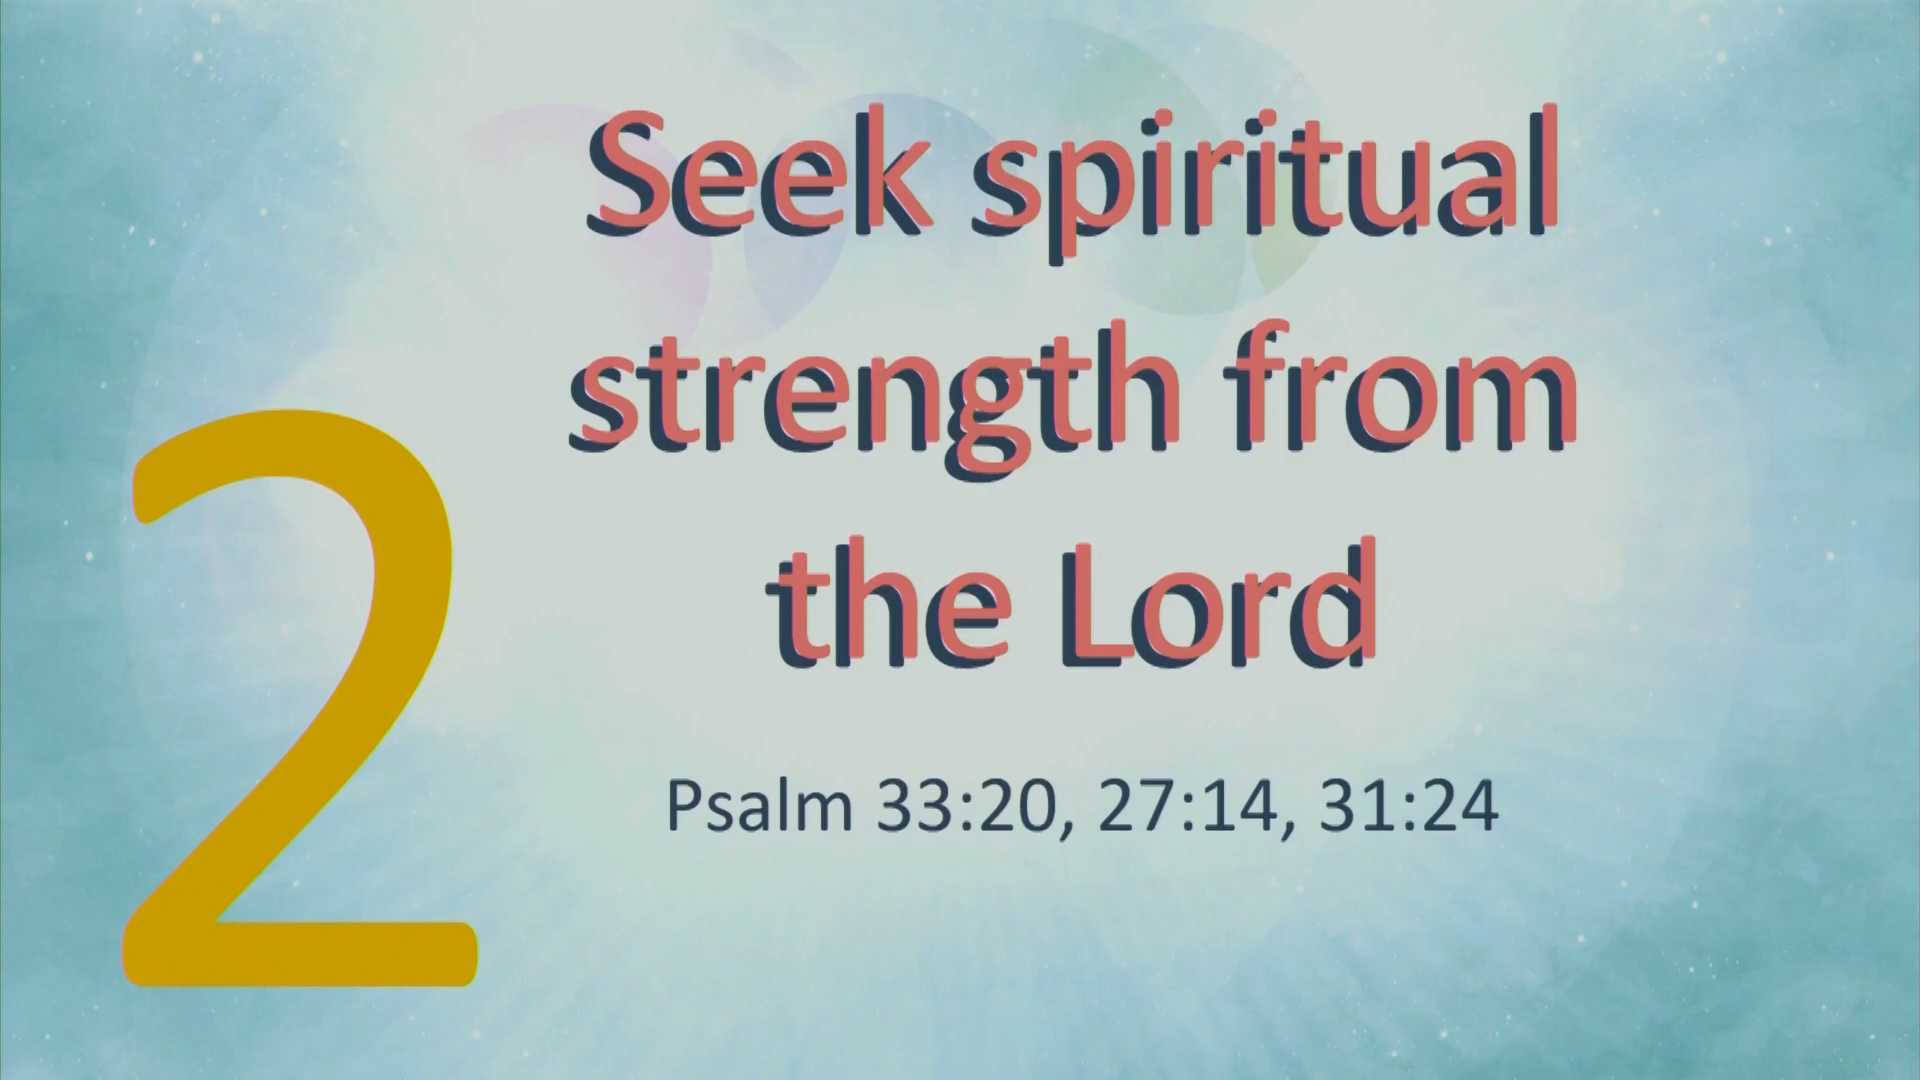 Seek spiritual
strength from
the Lord
2
Psalm 33:20, 27:14, 31:24